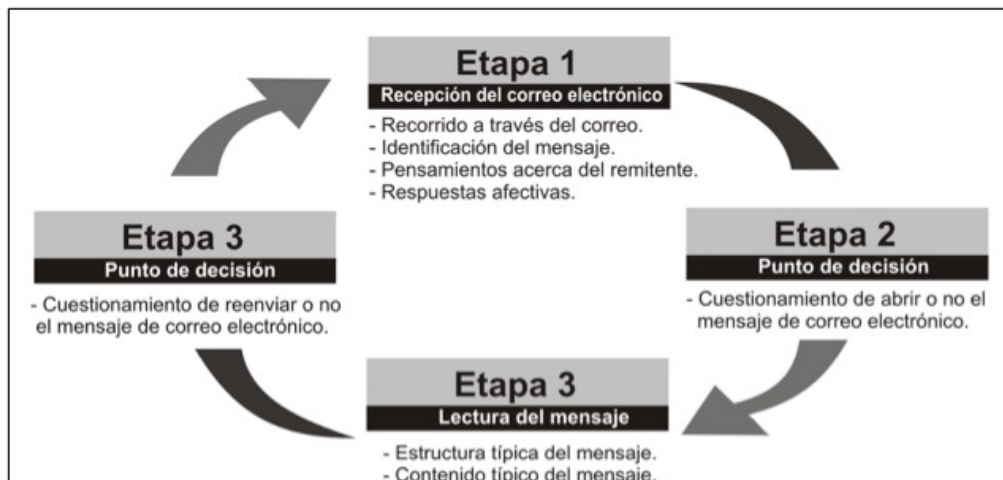 Etapa 1
Recepción del correo electrónico
- Recorrido a través del correo.
- Identificación del mensaje.
- Pensamientos acerca del remitente.
- Respuestas afectivas.
Etapa 2
Punto de decisión
- Cuestionamiento de abrir o no el
mensaje de correo electrónico.
Etapa 3
Lectura del mensaje
- Estructura típica del mensaje.
- Contenido típico del mensaje.
Etapa 3
Punto de decisión
- Cuestionamiento de reenviar o no
el mensaje de correo electrónico.